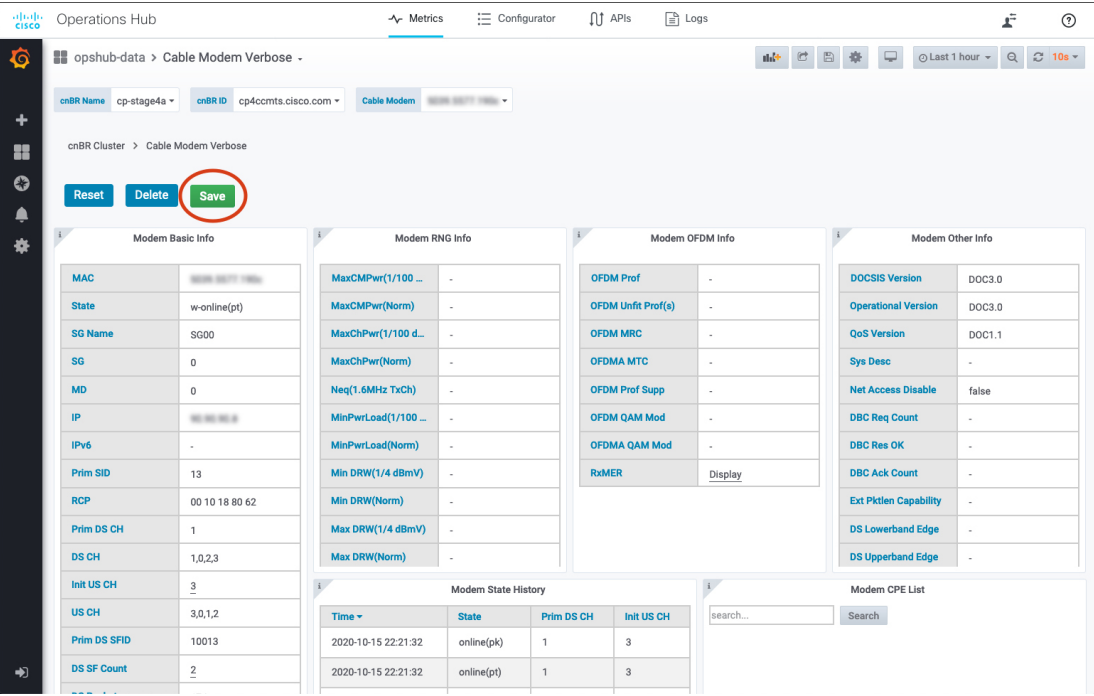 cisco Operations Hub Metrics Configurator APIs Logs
opshub-data > Cable Modem Verbose
Last 1 hour 10s
cnBR Name cp-stage4a cnBR ID cp4ccmts.cisco.com Cable Modem
cnBR Cluster > Cable Modem Verbose
Reset Delete Save
Modem Basic Info
MAC
State w-online(pt)
SG Name SG00
SG 0
MD 0
IP
IPv6 -
Prim SID 13
RCP 00 10 18 80 62
Prim DS CH 1
DS CH 1,0,2,3
Init US CH 3
US CH 3,0,1,2
Prim DS SFID 10013
DS SF Count 2
Modem RNG Info
MaxCMPwr(1/100 ... -
MaxCMPwr(Norm) -
MaxChPwr(1/100 d... -
MaxChPwr(Norm) -
Neq(1.6MHz TxCh) -
MinPwrLoad(1/100 ... -
MinPwrLoad(Norm) -
Min DRW(1/4 dBmV) -
Min DRW(Norm) -
Max DRW(1/4 dBmV) -
Max DRW(Norm) -
Modem OFDM Info
OFDM Prof -
OFDM Unfit Prof(s) -
OFDM MRC -
OFDMA MTC -
OFDM Prof Supp -
OFDM QAM Mod -
OFDMA QAM Mod -
RxMER Display
Modem Other Info
DOCSIS Version DOC3.0
Operational Version DOC3.0
QoS Version DOC1.1
Sys Desc -
Net Access Disable false
DBC Req Count -
DBC Res OK -
DBC Ack Count -
Ext Pktlen Capability -
DS Lowerband Edge -
DS Upperband Edge -
Modem State History
Time State Prim DS CH Init US CH
2020-10-15 22:21:32 online(pk) 1 3
2020-10-15 22:21:32 online(pt) 1 3
Modem CPE List
search... Search